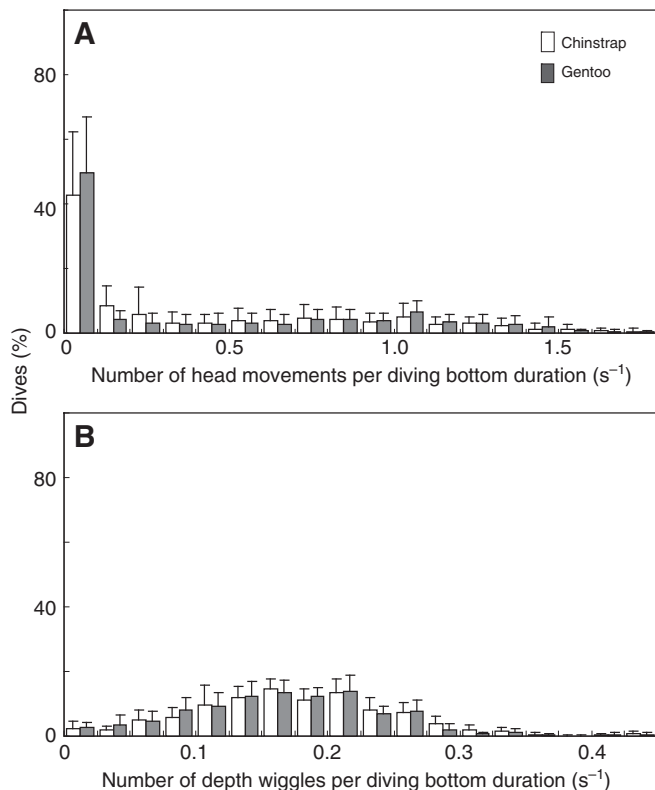 A
Chinstrap
Gentoo
80
40
0
0 0.5 1.0 1.5
Number of head movements per diving bottom duration (s⁻¹)
Dives (%)
B
80
40
0
0 0.1 0.2 0.3 0.4
Number of depth wiggles per diving bottom duration (s⁻¹)